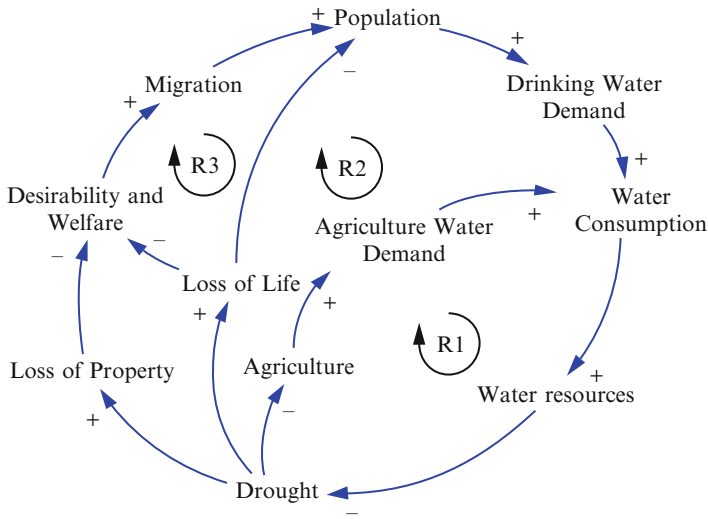 + Population
+
−
Migration
Drinking Water
Demand
+
+
R3
R2
Desirability and
Welfare
Water
Consumption
+
Agriculture Water
Demand
−
−
Loss of Life
+
+
R1
Loss of Property
Agriculture
+
Water resources
+
−
Drought
−